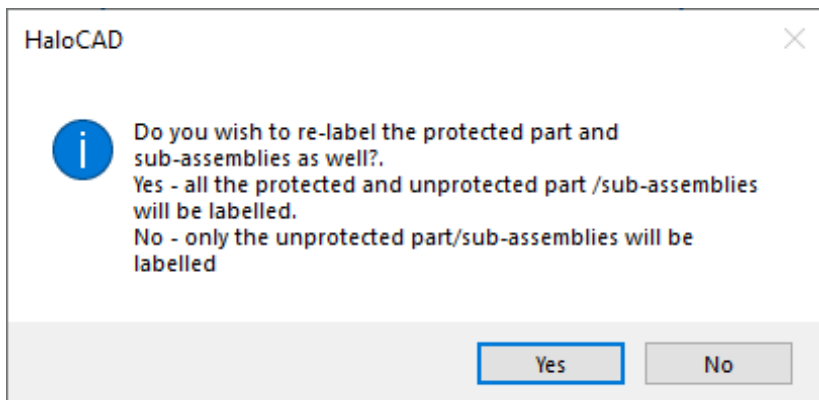 HaloCAD
Do you wish to re-label the protected part and
sub-assemblies as well?.
Yes - all the protected and unprotected part /sub-assemblies
will be labelled.
No - only the unprotected part/sub-assemblies will be
labelled
Yes
No